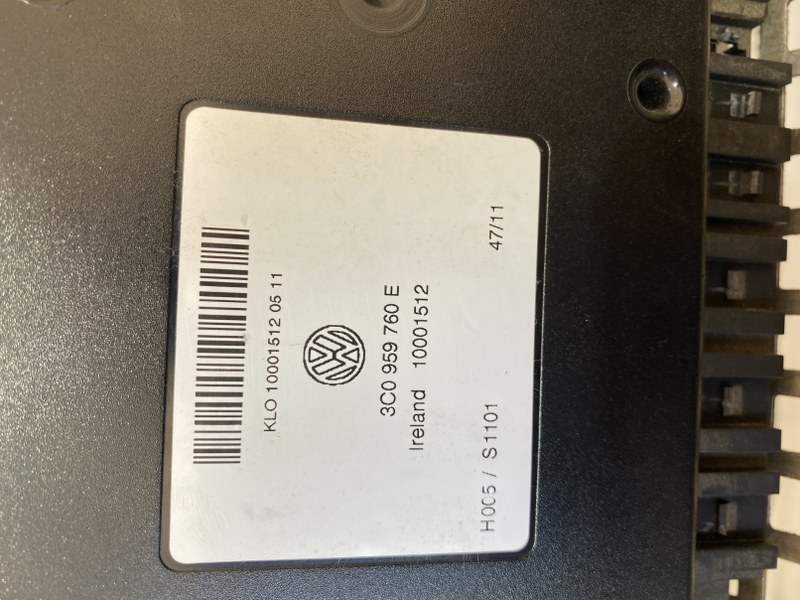 KLO 10001512 05 11
3C0 959 760 E
Ireland 10001512
H005 / S1101 47/11